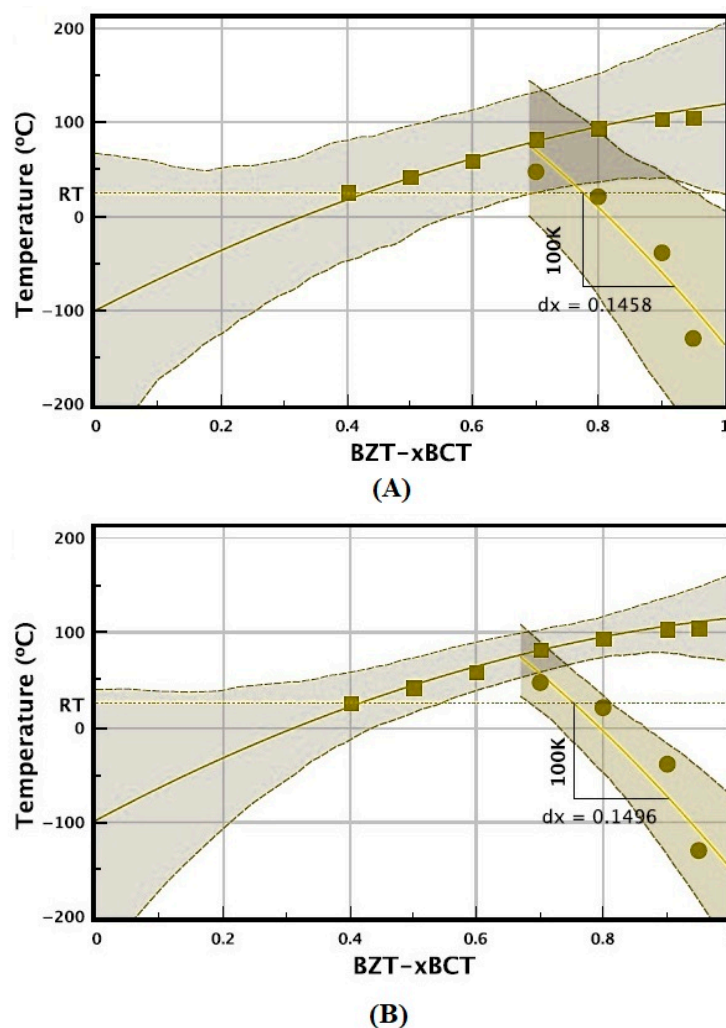 200
100
RT
0
−100
−200
Temperature (ºC)
100K
dx = 0.1458
0 0.2 0.4 0.6 0.8 1
BZT−xBCT
(A)
200
100
RT
0
−100
−200
Temperature (ºC)
100K
dx = 0.1496
0 0.2 0.4 0.6 0.8
BZT−xBCT
(B)